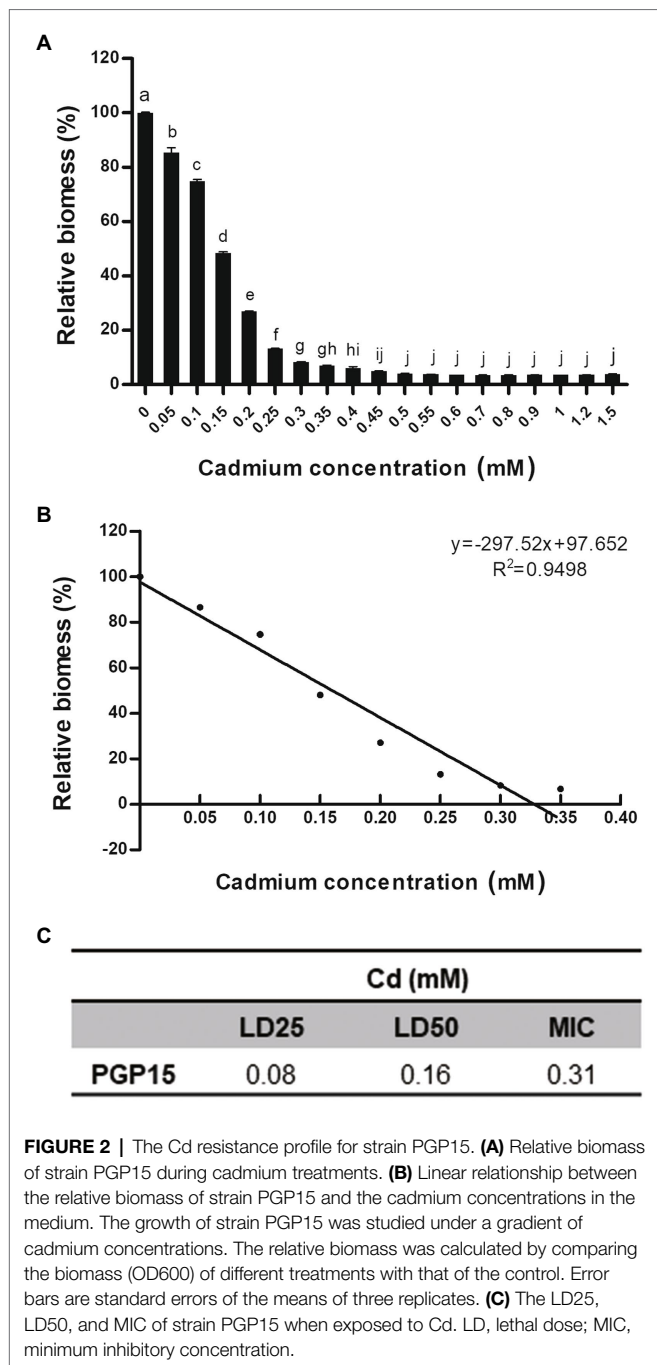 A
Relative biomess (%)
120
100
80
60
40
20
0
a
b
c
d
e
f
g
gh
hi
ij
j
j
j
j
j
j
j
j
j
0
0.05
0.1
0.15
0.2
0.25
0.3
0.35
0.4
0.45
0.5
0.55
0.6
0.7
0.8
0.9
1
1.2
1.5
Cadmium concentration (mM)
B
y=-297.52x+97.652
R²=0.9498
Relative biomess (%)
120
100
80
60
40
20
0
-20
0.05
0.10
0.15
0.20
0.25
0.30
0.35
0.40
Cadmium concentration (mM)
C
Cd (mM)
LD25 LD50 MIC
PGP15 0.08 0.16 0.31
FIGURE 2 | The Cd resistance profile for strain PGP15. (A) Relative biomass
of strain PGP15 during cadmium treatments. (B) Linear relationship between
the relative biomass of strain PGP15 and the cadmium concentrations in the
medium. The growth of strain PGP15 was studied under a gradient of
cadmium concentrations. The relative biomass was calculated by comparing
the biomass (OD600) of different treatments with that of the control. Error
bars are standard errors of the means of three replicates. (C) The LD25,
LD50, and MIC of strain PGP15 when exposed to Cd. LD, lethal dose; MIC,
minimum inhibitory concentration.